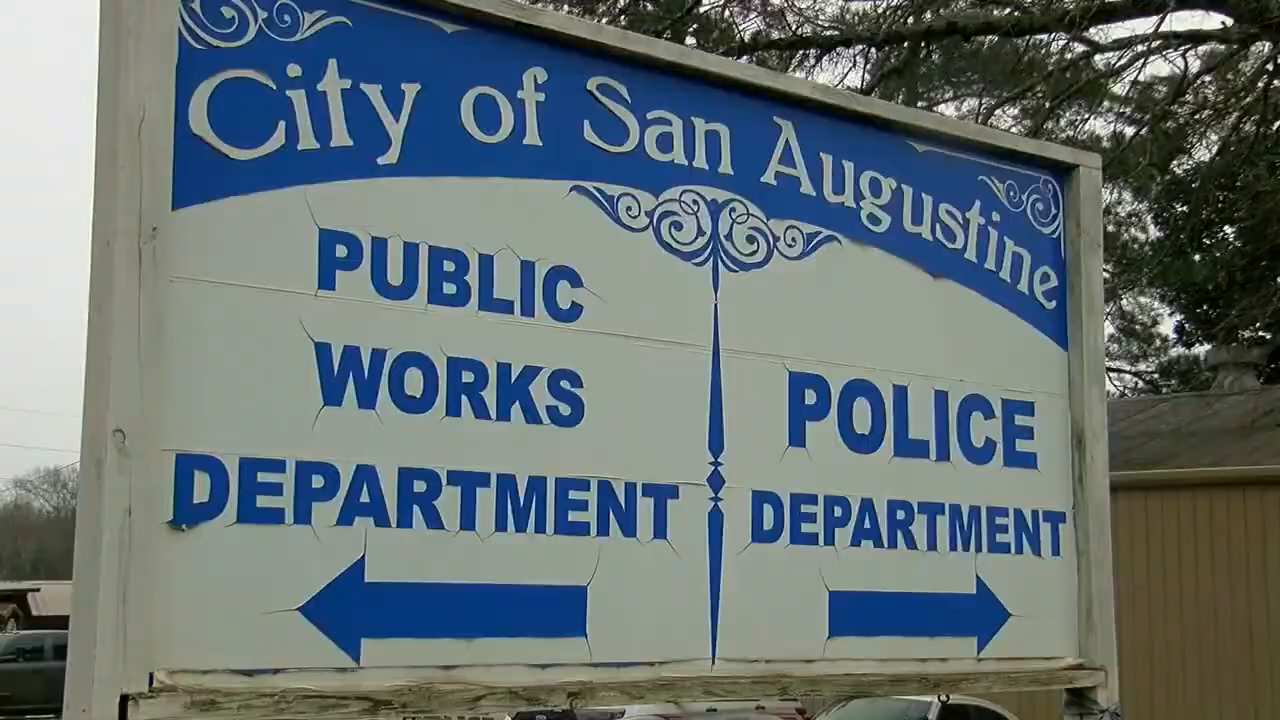 City of San Augustine
PUBLIC
WORKS
DEPARTMENT
POLICE
DEPARTMENT